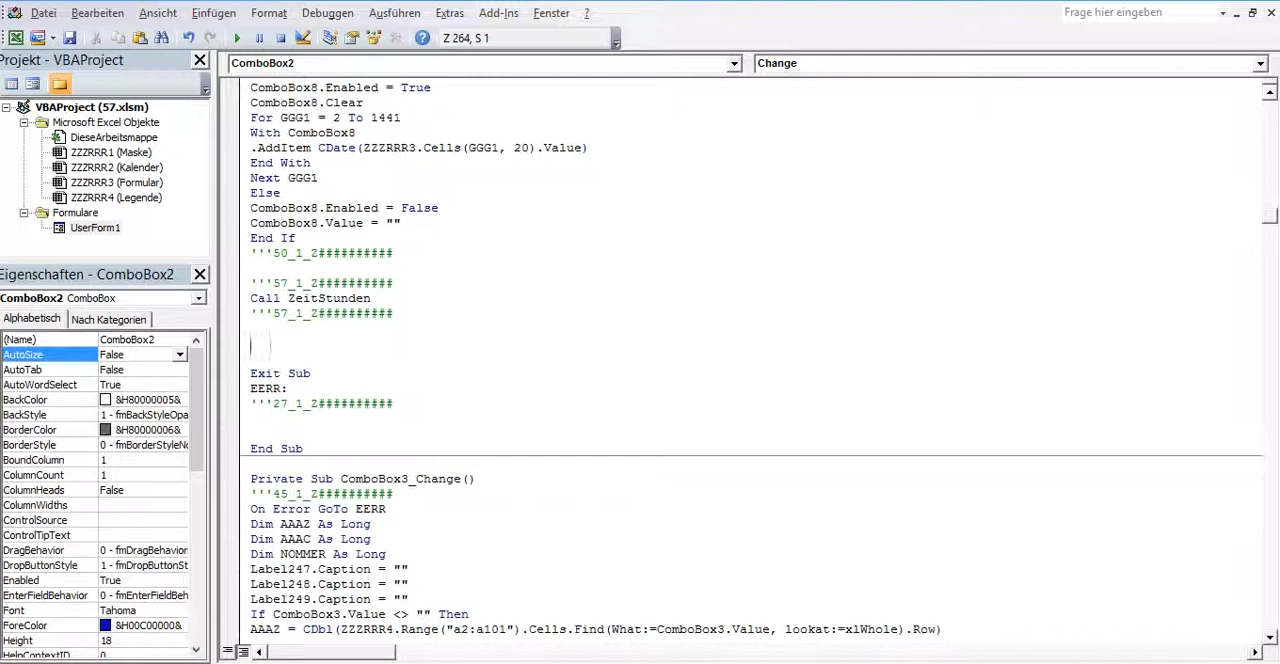 Datei Bearbeiten Ansicht Einfügen Format Debuggen Ausführen Extras Add-Ins Fenster ? Frage hier eingeben
Z 264, S 1
Projekt - VBAProject
VBAProject (57.xlsm)
Microsoft Excel Objekte
DieseArbeitsmappe
ZZZRRR1 (Maske)
ZZZRRR2 (Kalender)
ZZZRRR3 (Formular)
ZZZRRR4 (Legende)
Formulare
UserForm1
Eigenschaften - ComboBox2
ComboBox2 ComboBox
Alphabetisch Nach Kategorien
(Name) ComboBox2
AutoSize False
AutoTab False
AutoWordSelect True
BackColor &H80000005&
BackStyle 1 - fmBackStyleOpa
BorderColor &H80000006&
BorderStyle 0 - fmBorderStyleNo
BoundColumn 1
ColumnCount 1
ColumnHeads False
ColumnWidths
ControlSource
ControlTipText
DragBehavior 0 - fmDragBehavior
DropButtonStyle 1 - fmDropButtonSt
Enabled True
EnterFieldBehavior 0 - fmEnterFieldBeh
Font Tahoma
ForeColor &H00C00000&
Height 18
HelpContextID 0
ComboBox2 Change
ComboBox8.Enabled = True
ComboBox8.Clear
For GGG1 = 2 To 1441
With ComboBox8
.AddItem CDate(ZZZRRR3.Cells(GGG1, 20).Value)
End With
Next GGG1
Else
ComboBox8.Enabled = False
ComboBox8.Value = ""
End If
'''50_1_Z##########
'''57_1_Z##########
Call ZeitStunden
'''57_1_Z##########
Exit Sub
EERR:
'''27_1_Z##########
End Sub
Private Sub ComboBox3_Change()
'''45_1_Z##########
On Error GoTo EERR
Dim AAAZ As Long
Dim AAAC As Long
Dim NOMMER As Long
Label247.Caption = ""
Label248.Caption = ""
Label249.Caption = ""
If ComboBox3.Value <> "" Then
AAAZ = CDbl(ZZZRRR4.Range("a2:a101").Cells.Find(What:=ComboBox3.Value, lookat:=xlWhole).Row)